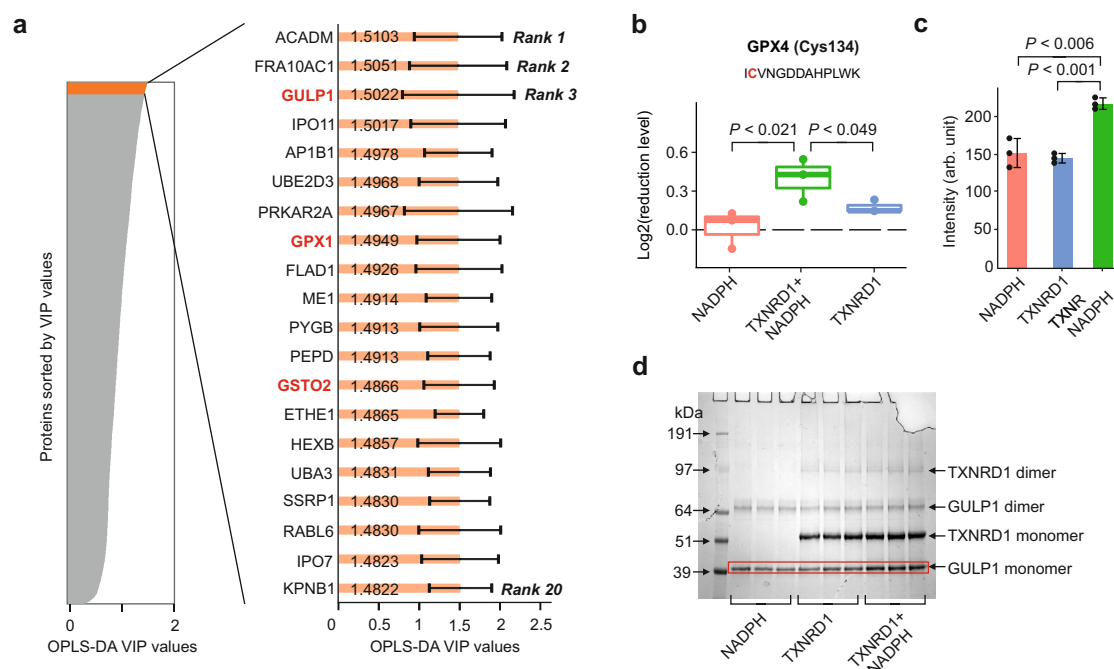 a
Proteins sorted by VIP values
0
2
OPLS-DA VIP values
ACADM 1.5103 Rank 1
FRA10AC1 1.5051 Rank 2
GULP1 1.5022 Rank 3
IPO11 1.5017
AP1B1 1.4978
UBE2D3 1.4968
PRKAR2A 1.4967
GPX1 1.4949
FLAD1 1.4926
ME1 1.4914
PYGB 1.4913
PEPD 1.4913
GSTO2 1.4866
ETHE1 1.4865
HEXB 1.4857
UBA3 1.4831
SSRP1 1.4830
RABL6 1.4830
IPO7 1.4823
KPNB1 1.4822 Rank 20
0 0.5 1 1.5 2 2.5
OPLS-DA VIP values
b
GPX4 (Cys134)
ICVNGDDAHPLWK
P < 0.021 P < 0.049
Log2(reduction level)
0.6
0.3
0.0
NADPH
TXNRD1+
NADPH
TXNRD1
c
P < 0.006
P < 0.001
Intensity (arb. unit)
200
150
100
50
0
NADPH
TXNRD1
TXNR
NADPH
d
kDa
191
97
64
51
39
TXNRD1 dimer
GULP1 dimer
TXNRD1 monomer
GULP1 monomer
NADPH
TXNRD1
TXNRD1+
NADPH